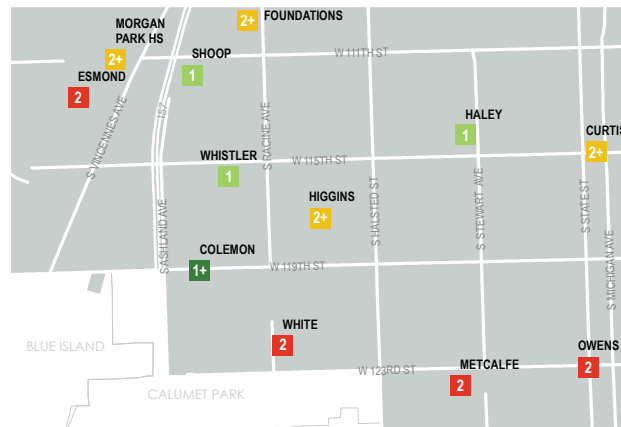 FOUNDATIONS
2+
MORGAN
PARK HS
2+
SHOOP
1
W 111TH ST
ESMOND
2
S VINCENNES AVE
I57
S RACINE AVE
HALEY
1
CURTIS
2+
WHISTLER
1
W 115TH ST
HIGGINS
2+
S HALSTED ST
S STEWART AVE
S STATE ST
S MICHIGAN AVE
S ASHLAND AVE
COLEMON
1+
W 119TH ST
WHITE
2
BLUE ISLAND
OWENS
2
METCALFE
2
W 123RD ST
CALUMET PARK